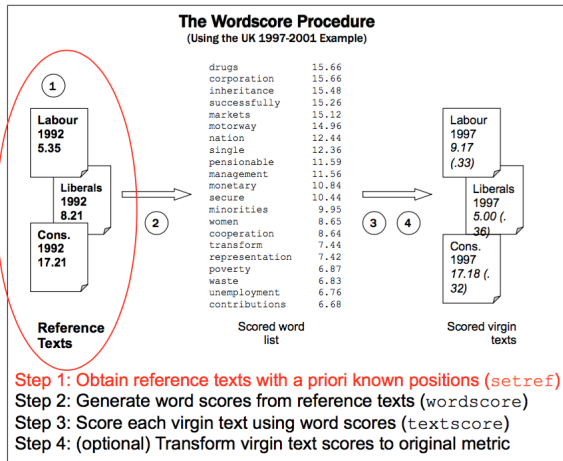 The Wordscore Procedure
(Using the UK 1997-2001 Example)
1
Labour
1992
5.35
Liberals
1992
8.21
Cons.
1992
17.21
Reference
Texts
2
drugs 15.66
corporation 15.66
inheritance 15.48
successfully 15.26
markets 15.12
motorway 14.96
nation 12.44
single 12.36
pensionable 11.59
management 11.56
monetary 10.84
secure 10.44
minorities 9.95
women 8.65
cooperation 8.64
transform 7.44
representation 7.42
poverty 6.87
waste 6.83
unemployment 6.76
contributions 6.68
Scored word
list
3 4
Labour
1997
9.17
(.33)
Liberals
1997
5.00 (.
36)
Cons.
1997
17.18 (.
32)
Scored virgin
texts
Step 1: Obtain reference texts with a priori known positions (setref)
Step 2: Generate word scores from reference texts (wordscore)
Step 3: Score each virgin text using word scores (textscore)
Step 4: (optional) Transform virgin text scores to original metric